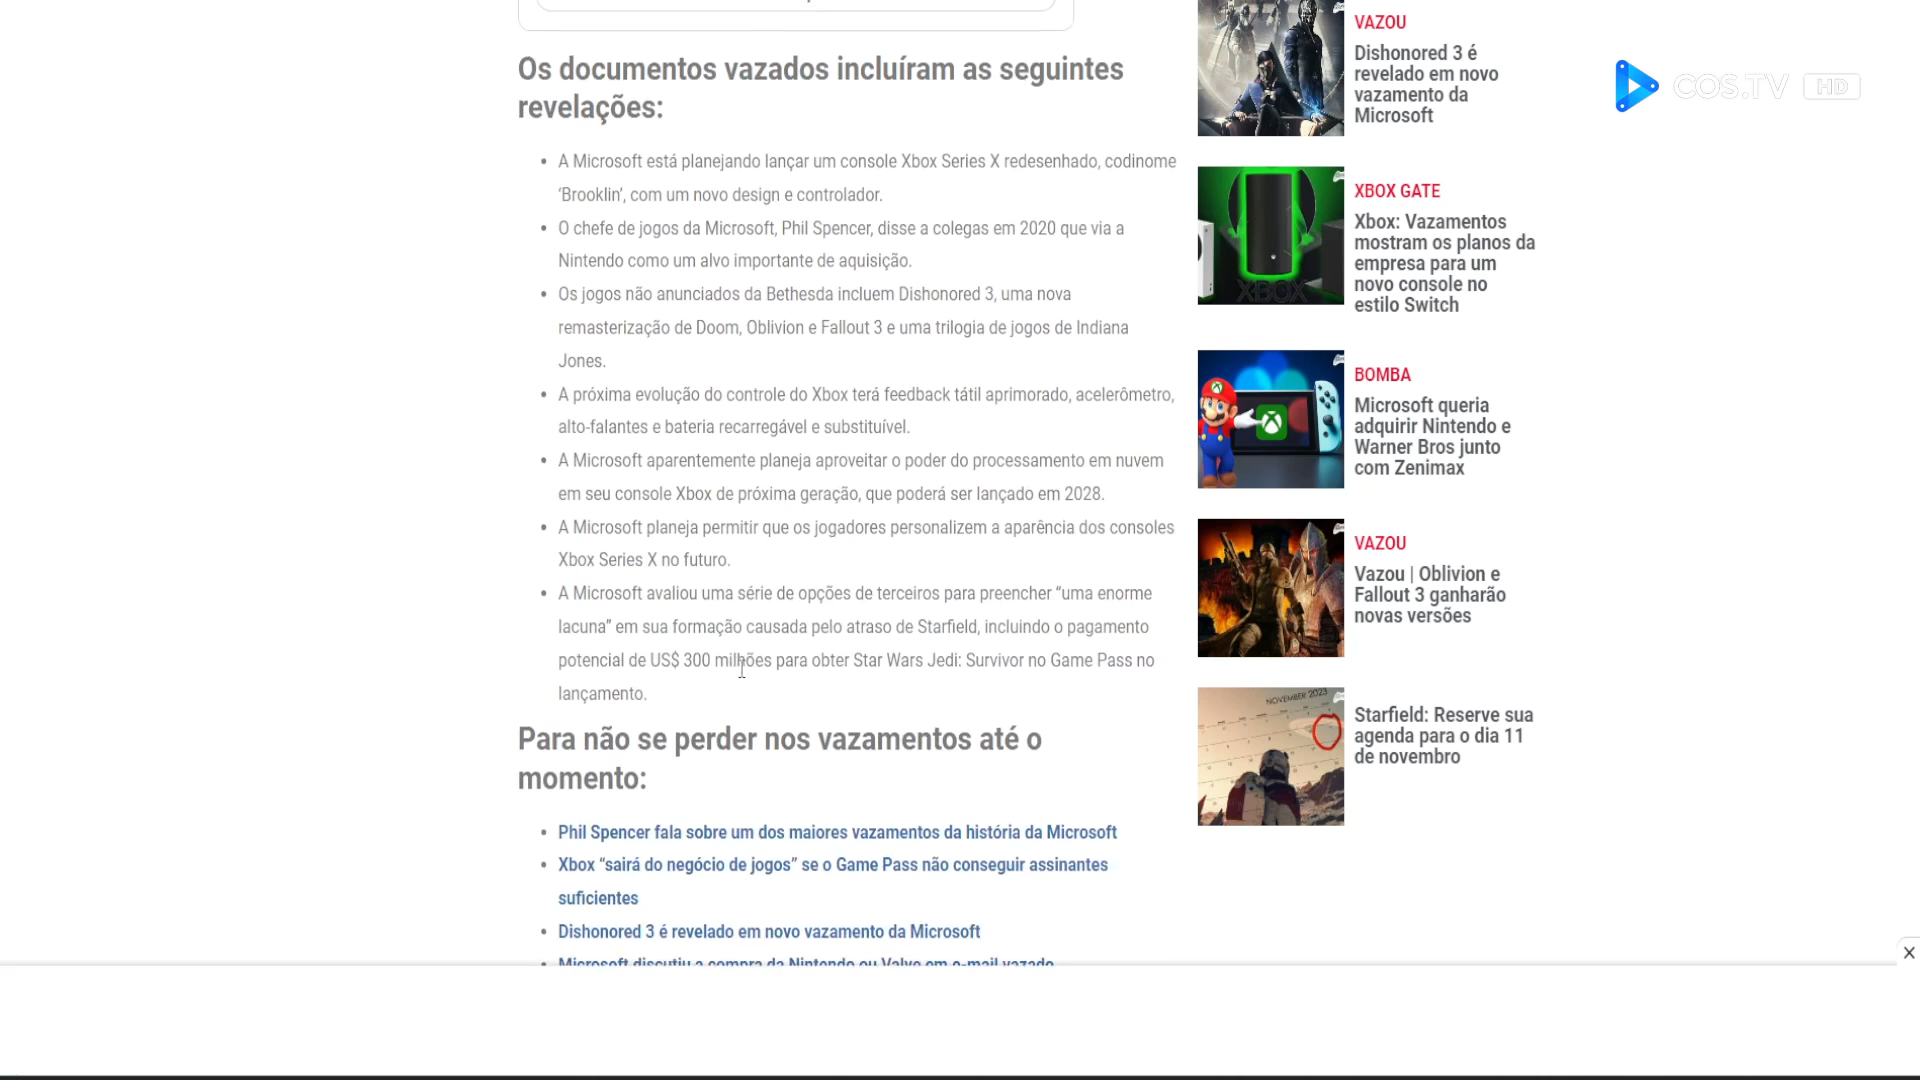 Os documentos vazados incluíram as seguintes
revelações:
A Microsoft está planejando lançar um console Xbox Series X redesenhado, codinome
‘Brooklin’, com um novo design e controlador.
O chefe de jogos da Microsoft, Phil Spencer, disse a colegas em 2020 que via a
Nintendo como um alvo importante de aquisição.
Os jogos não anunciados da Bethesda incluem Dishonored 3, uma nova
remasterização de Doom, Oblivion e Fallout 3 e uma trilogia de jogos de Indiana
Jones.
A próxima evolução do controle do Xbox terá feedback tátil aprimorado, acelerômetro,
alto-falantes e bateria recarregável e substituível.
A Microsoft aparentemente planeja aproveitar o poder do processamento em nuvem
em seu console Xbox de próxima geração, que poderá ser lançado em 2028.
A Microsoft planeja permitir que os jogadores personalizem a aparência dos consoles
Xbox Series X no futuro.
A Microsoft avaliou uma série de opções de terceiros para preencher “uma enorme
lacuna” em sua formação causada pelo atraso de Starfield, incluindo o pagamento
potencial de US$ 300 milhões para obter Star Wars Jedi: Survivor no Game Pass no
lançamento.
Para não se perder nos vazamentos até o
momento:
Phil Spencer fala sobre um dos maiores vazamentos da história da Microsoft
Xbox “sairá do negócio de jogos” se o Game Pass não conseguir assinantes
suficientes
Dishonored 3 é revelado em novo vazamento da Microsoft
Microsoft discutiu a compra da Nintendo ou Valve em e-mail vazado
VAZOU
Dishonored 3 é
revelado em novo
vazamento da
Microsoft
XBOX
XBOX GATE
Xbox: Vazamentos
mostram os planos da
empresa para um
novo console no
estilo Switch
BOMBA
Microsoft queria
adquirir Nintendo e
Warner Bros junto
com Zenimax
VAZOU
Vazou | Oblivion e
Fallout 3 ganharão
novas versões
NOVEMBER 2023
Starfield: Reserve sua
agenda para o dia 11
de novembro
COS.TV HD